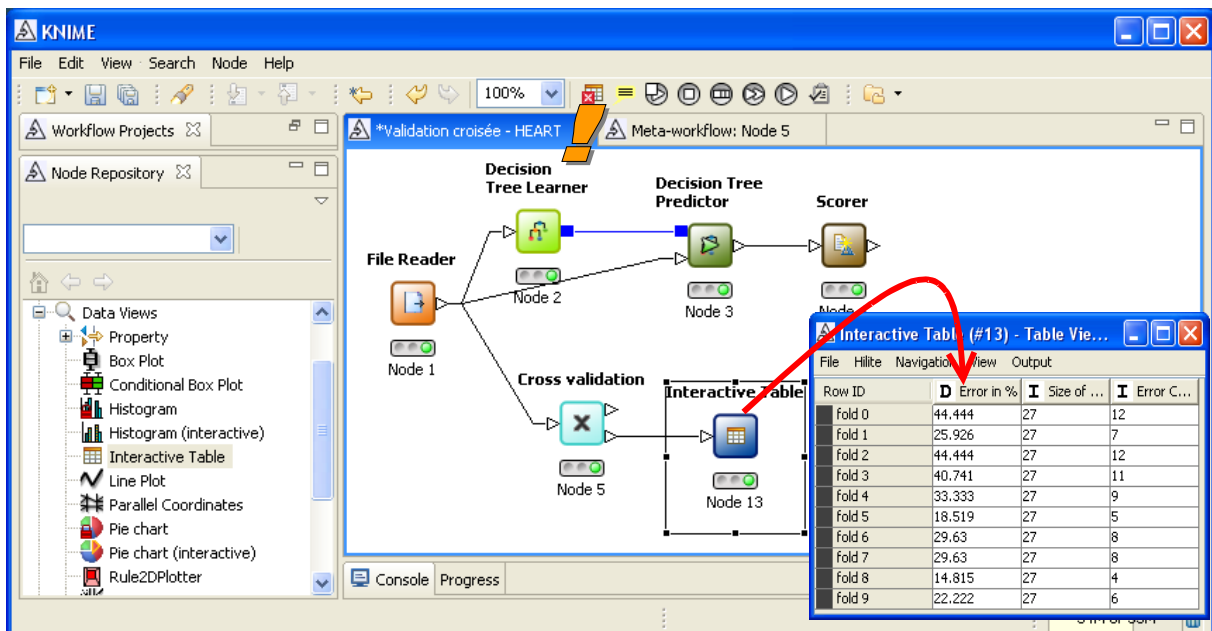 KNIME
File Edit View Search Node Help
100%
Workflow Projects
Node Repository
Data Views
Property
Box Plot
Conditional Box Plot
Histogram
Histogram (interactive)
Interactive Table
Line Plot
Parallel Coordinates
Pie chart
Pie chart (interactive)
Rule2DPlotter
*Validation croisée - HEART
Meta-workflow: Node 5
Decision
Tree Learner
Node 2
Decision Tree
Predictor
Node 3
Scorer
Node
File Reader
Node 1
Cross validation
Node 5
Interactive Table
Node 13
Console Progress
Interactive Table (#13) - Table Vie...
File Hilite Navigation View Output
Row ID D Error in % I Size of ... I Error C...
fold 0 44.444 27 12
fold 1 25.926 27 7
fold 2 44.444 27 12
fold 3 40.741 27 11
fold 4 33.333 27 9
fold 5 18.519 27 5
fold 6 29.63 27 8
fold 7 29.63 27 8
fold 8 14.815 27 4
fold 9 22.222 27 6